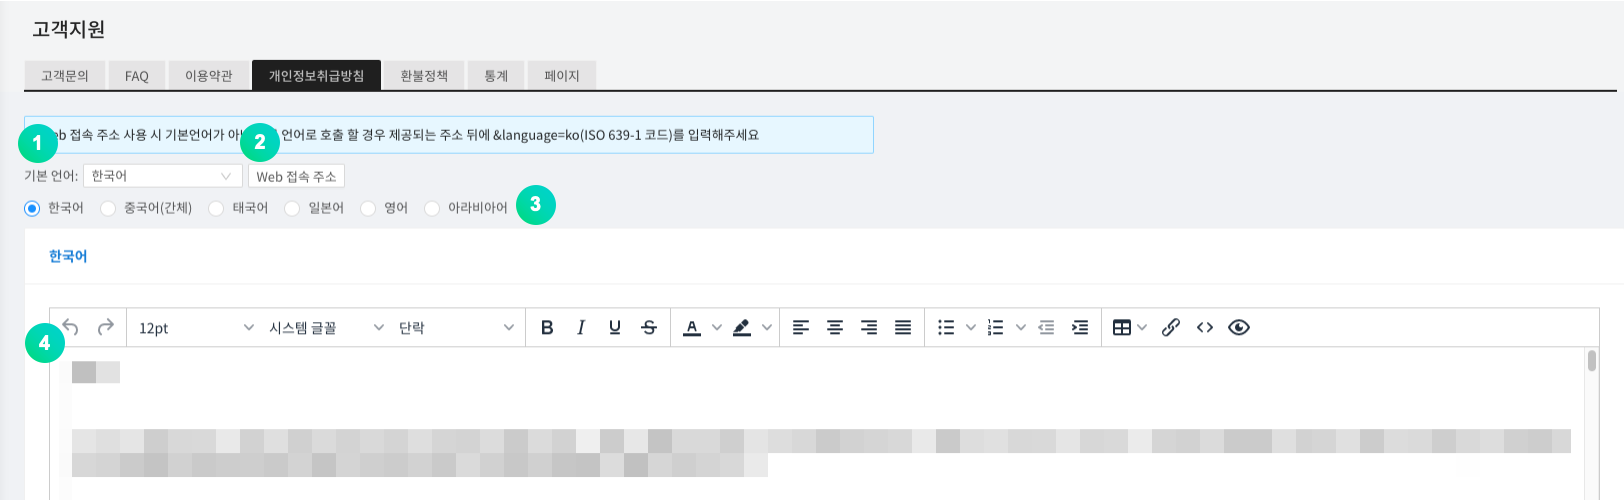 고객지원
고객문의 FAQ 이용약관 개인정보취급방침 환불정책 통계 페이지
접속 주소 사용 시 기본언어가 언어로 호출 할 경우 제공되는 주소 뒤에 &language=ko(ISO 639-1 코드)를 입력해주세요
1 2
기본 언어: 한국어 Web 접속 주소
한국어 중국어(간체) 태국어 일본어 영어 아라비아어 3
한국어
12pt 시스템 글꼴 단락 B I U S A
4